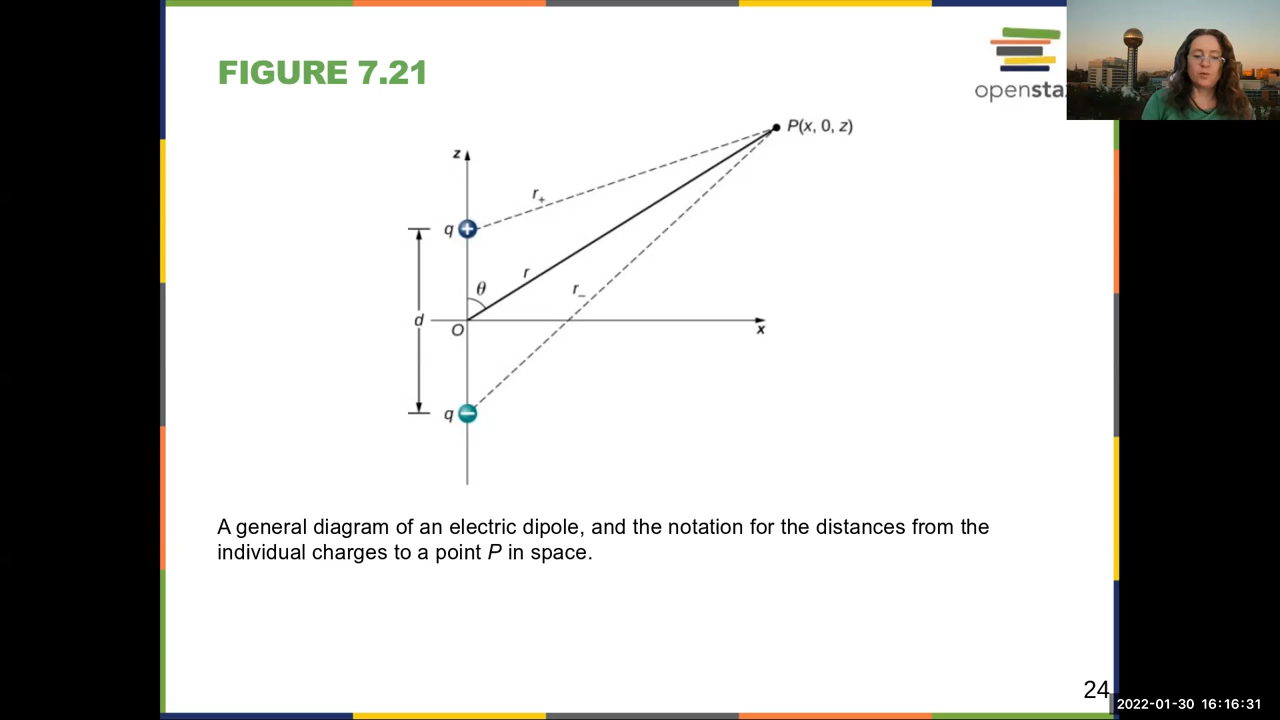 FIGURE 7.21
opensta
P(x, 0, z)
z
r₊
q +
θ
r
r₋
d
O
x
q −
A general diagram of an electric dipole, and the notation for the distances from the
individual charges to a point P in space.
24
2022-01-30 16:16:31